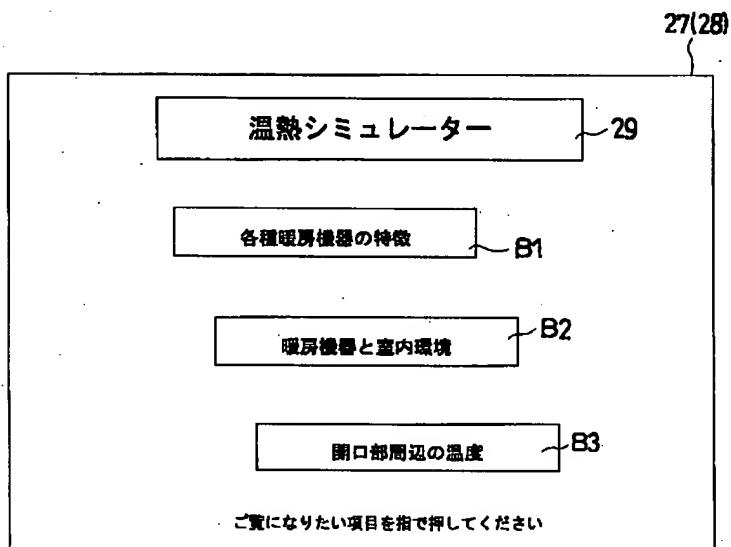 27(28)
温熱シミュレーター
29
各種暖房機器の特徴
B1
暖房機器と室内環境
B2
開口部周辺の温度
B3
ご覧になりたい項目を指で押してください